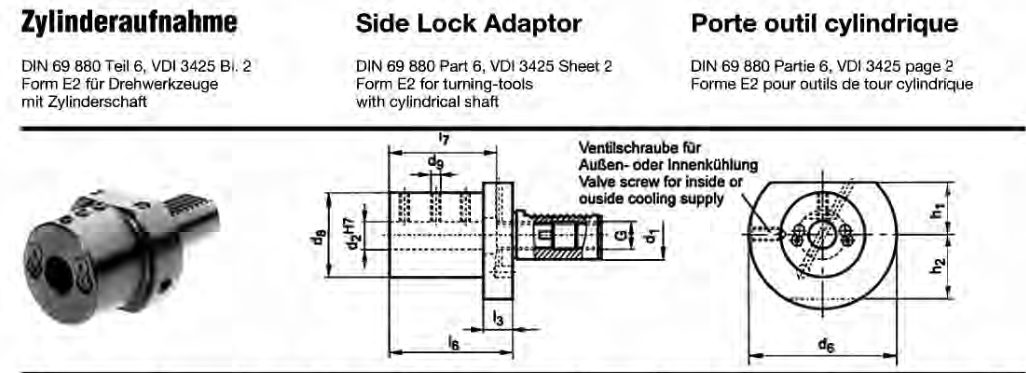 Zylinderaufnahme
DIN 69 880 Teil 6, VDI 3425 Bl. 2
Form E2 für Drehwerkzeuge
mit Zylinderschaft
Side Lock Adaptor
DIN 69 880 Part 6, VDI 3425 Sheet 2
Form E2 for turning-tools
with cylindrical shaft
Porte outil cylindrique
DIN 69 880 Partie 6, VDI 3425 page 2
Forme E2 pour outils de tour cylindrique
l7
d9
d8
d2H7
G
d1
l3
l6
Ventilschraube für
Außen- oder Innenkühlung
Valve screw for inside or
ouside cooling supply
h1
h2
d6